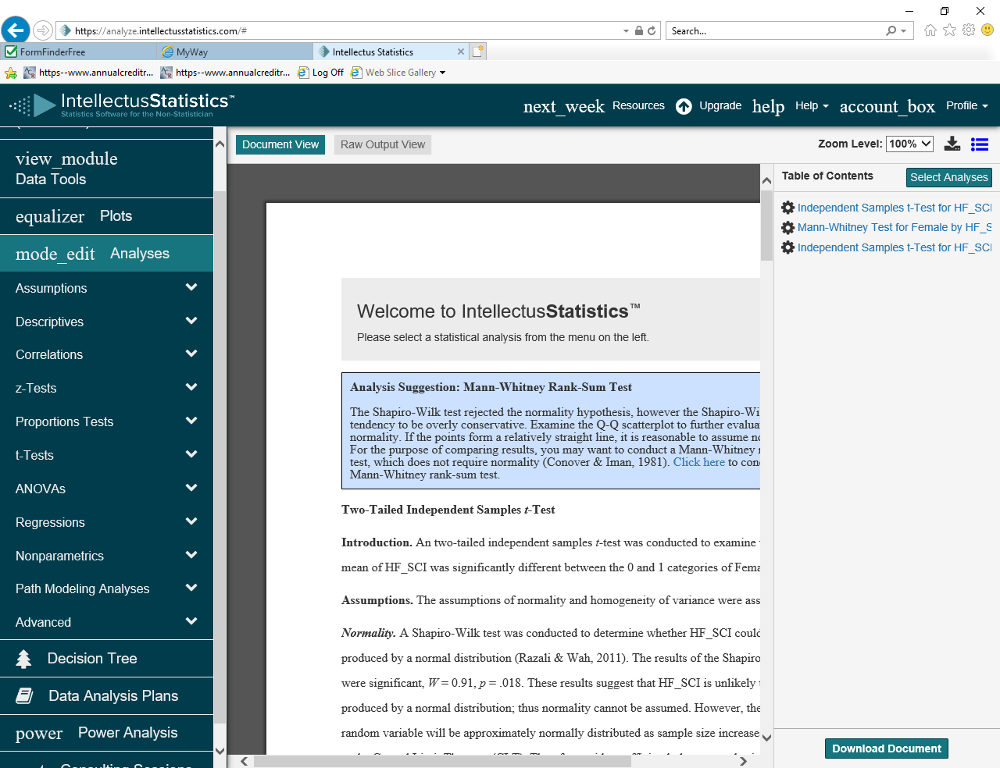 https://analyze.intellectusstatistics.com/#
Search...
FormFinderFree
MyWay
Intellectus Statistics
https--www.annualcreditr...
https--www.annualcreditr...
Log Off
Web Slice Gallery
IntellectusStatistics™
Statistics Software for the Non-Statistician
next_week Resources
Upgrade
help Help
account_box Profile
view_module
Data Tools
equalizer Plots
mode_edit Analyses
Assumptions
Descriptives
Correlations
z-Tests
Proportions Tests
t-Tests
ANOVAs
Regressions
Nonparametrics
Path Modeling Analyses
Advanced
Decision Tree
Data Analysis Plans
power Power Analysis
Document View
Raw Output View
Zoom Level: 100%
Welcome to IntellectusStatistics™
Please select a statistical analysis from the menu on the left.
Analysis Suggestion: Mann-Whitney Rank-Sum Test
The Shapiro-Wilk test rejected the normality hypothesis, however the Shapiro-Wi
tendency to be overly conservative. Examine the Q-Q scatterplot to further evalua
normality. If the points form a relatively straight line, it is reasonable to assume no
For the purpose of comparing results, you may want to conduct a Mann-Whitney
test, which does not require normality (Conover & Iman, 1981). Click here to con
Mann-Whitney rank-sum test.
Two-Tailed Independent Samples t-Test
Introduction. An two-tailed independent samples t-test was conducted to examine
mean of HF_SCI was significantly different between the 0 and 1 categories of Fema
Assumptions. The assumptions of normality and homogeneity of variance were ass
Normality. A Shapiro-Wilk test was conducted to determine whether HF_SCI could
produced by a normal distribution (Razali & Wah, 2011). The results of the Shapiro
were significant, W = 0.91, p = .018. These results suggest that HF_SCI is unlikely
produced by a normal distribution; thus normality cannot be assumed. However, the
random variable will be approximately normally distributed as sample size increase
Table of Contents
Select Analyses
Independent Samples t-Test for HF_SCI
Mann-Whitney Test for Female by HF_S
Independent Samples t-Test for HF_SCI
Download Document